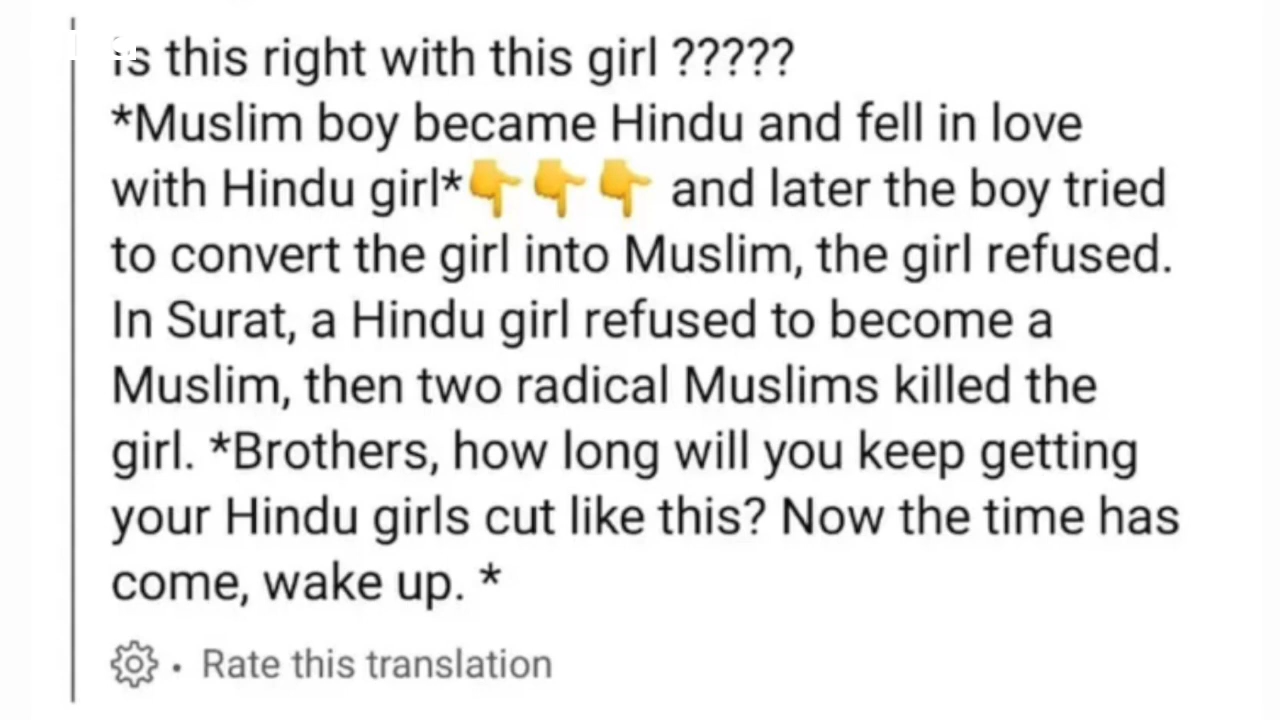 is this right with this girl ?????
*Muslim boy became Hindu and fell in love
with Hindu girl*👇👇👇 and later the boy tried
to convert the girl into Muslim, the girl refused.
In Surat, a Hindu girl refused to become a
Muslim, then two radical Muslims killed the
girl. *Brothers, how long will you keep getting
your Hindu girls cut like this? Now the time has
come, wake up. *
· Rate this translation